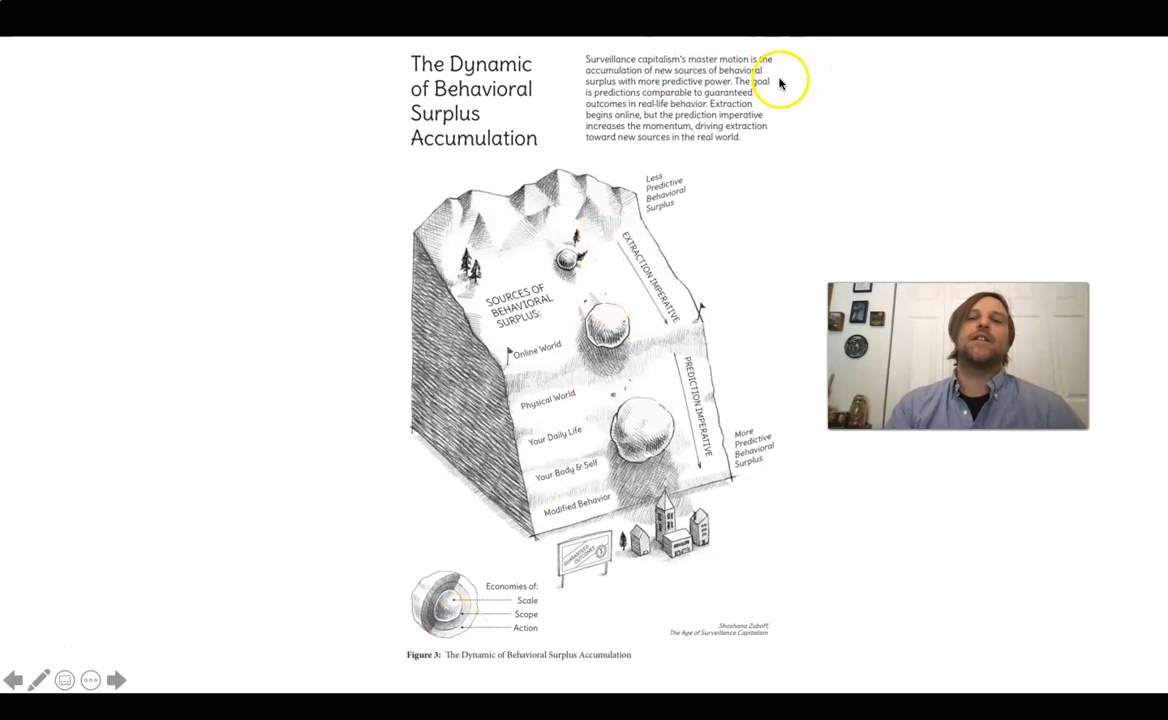 The Dynamic
of Behavioral
Surplus
Accumulation
Surveillance capitalism's master motion is the
accumulation of new sources of behavioral
surplus with more predictive power. The goal
is predictions comparable to guaranteed
outcomes in real-life behavior. Extraction
begins online, but the prediction imperative
increases the momentum, driving extraction
toward new sources in the real world.
Less
Predictive
Behavioral
Surplus
EXTRACTION IMPERATIVE
SOURCES OF
BEHAVIORAL
SURPLUS:
Online World
PREDICTION IMPERATIVE
Physical World
Your Daily Life
Your Body & Self
Modified Behavior
More
Predictive
Behavioral
Surplus
GUARANTEED
OUTCOMES
Economies of:
Scale
Scope
Action
Shoshana Zuboff,
The Age of Surveillance Capitalism
Figure 3: The Dynamic of Behavioral Surplus Accumulation